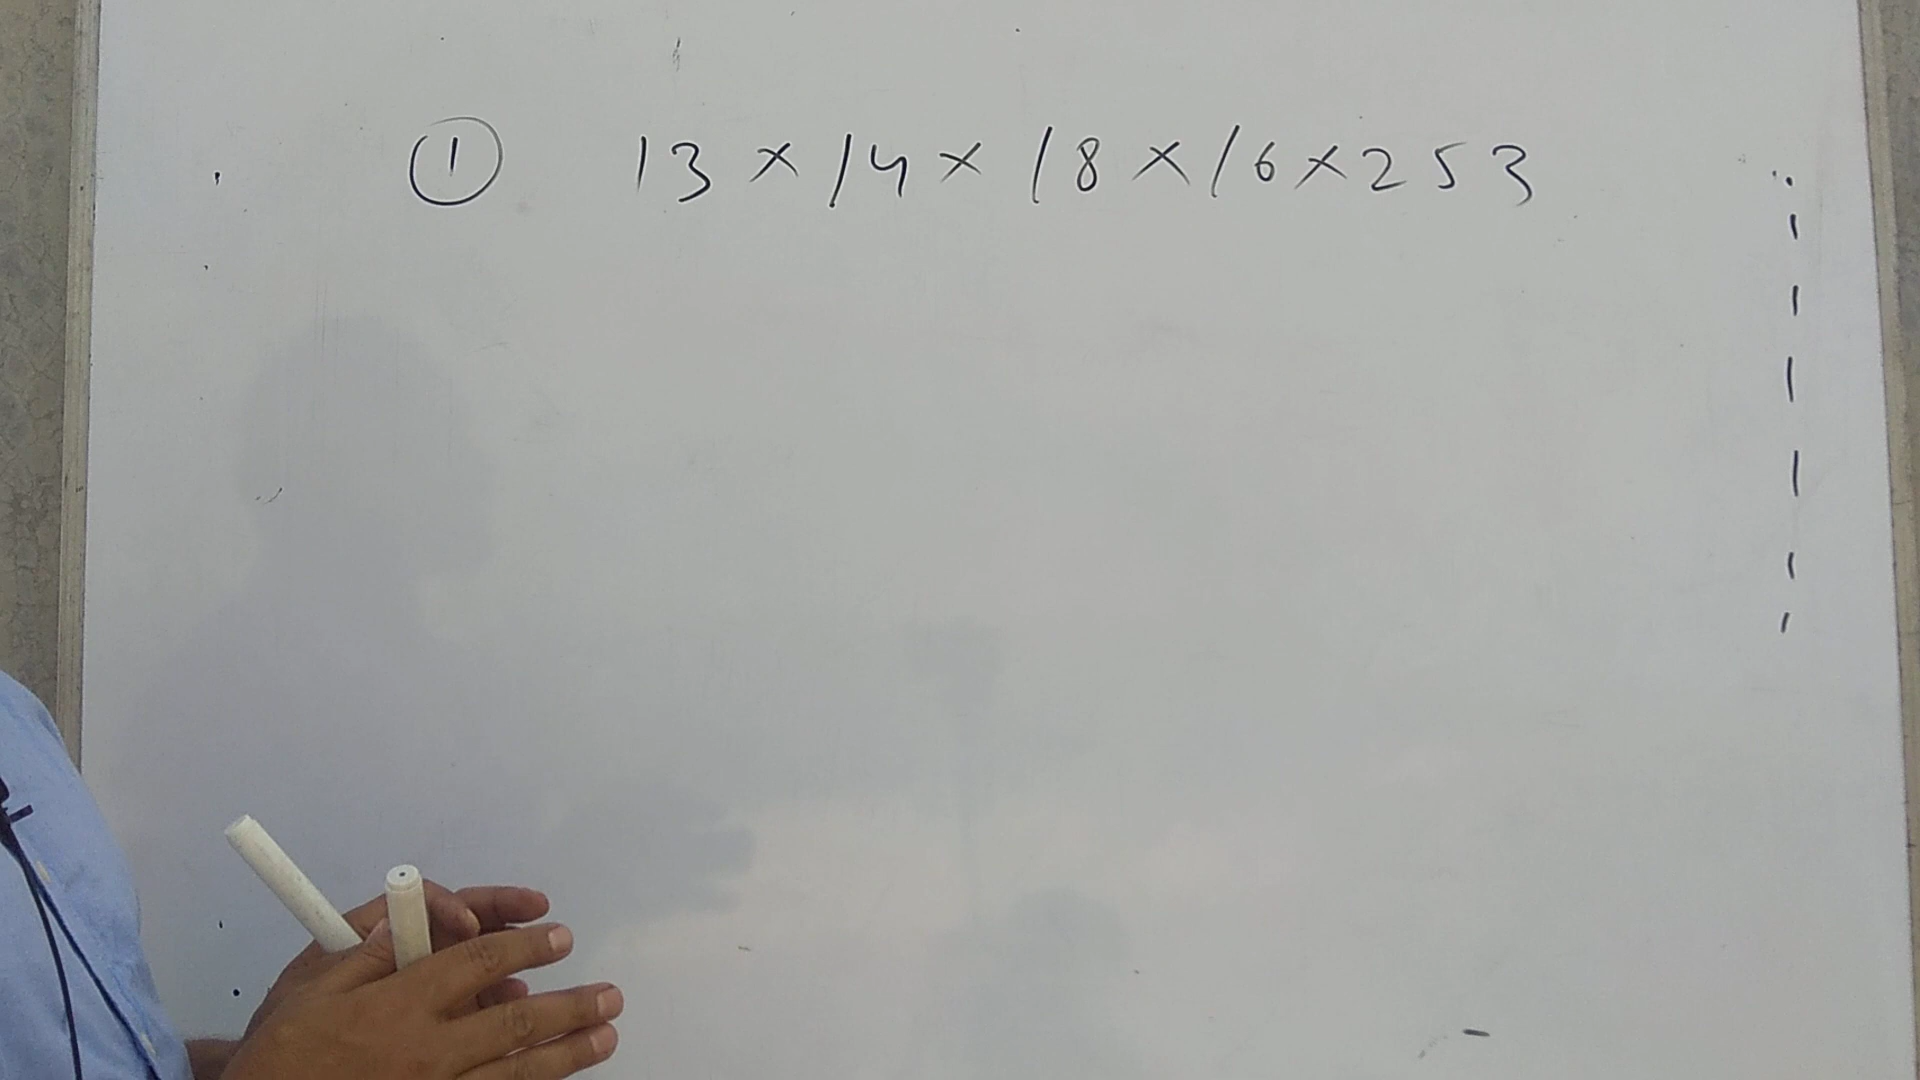 ① 13 × 14 × 18 × 16 × 253